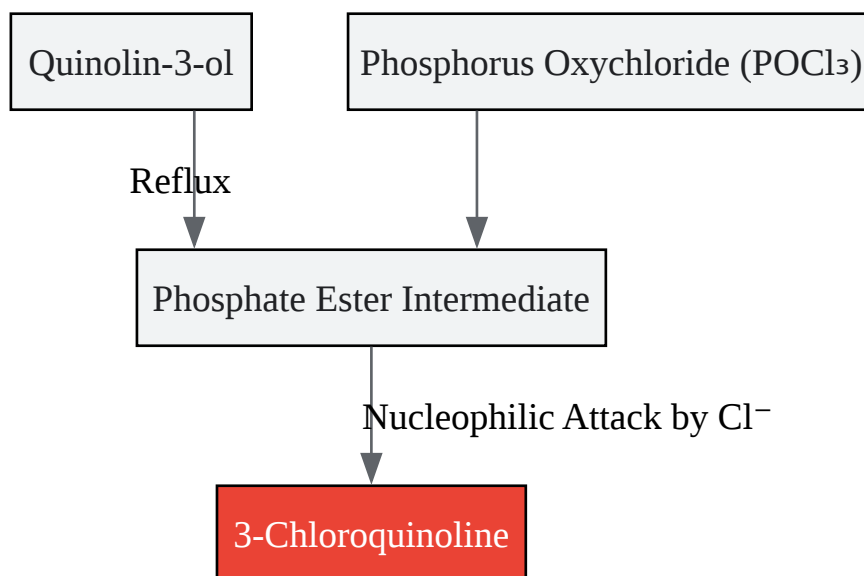 Quinolin-3-ol
Phosphorus Oxychloride (POCl₃)
Reflux
Phosphate Ester Intermediate
Nucleophilic Attack by Cl⁻
3-Chloroquinoline